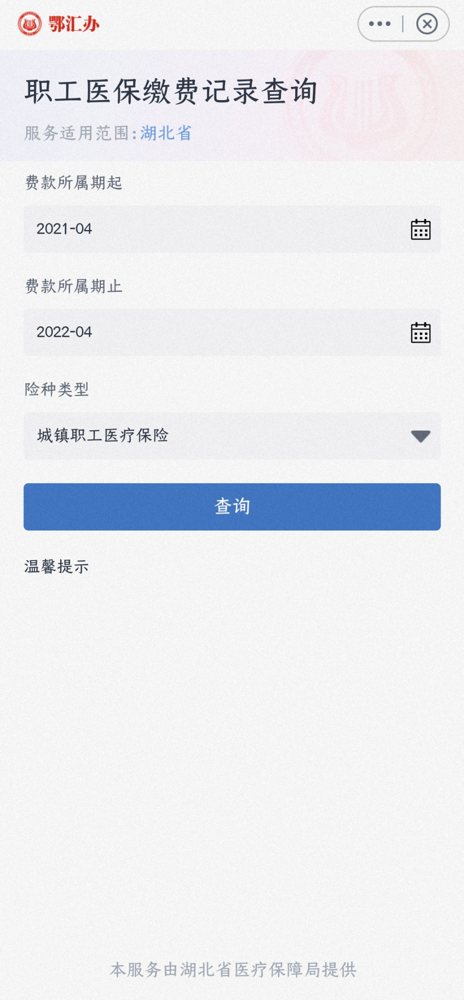 鄂汇办
职工医保缴费记录查询
服务适用范围:湖北省
费款所属期起
2021-04
费款所属期止
2022-04
险种类型
城镇职工医疗保险
查询
温馨提示
本服务由湖北省医疗保障局提供